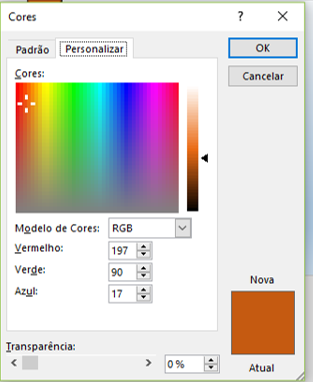 Cores ? ×
Padrão Personalizar
OK
Cancelar
Cores:
Modelo de Cores: RGB
Vermelho: 197
Verde: 90
Azul: 17
Transparência:
0 %
Nova
Atual